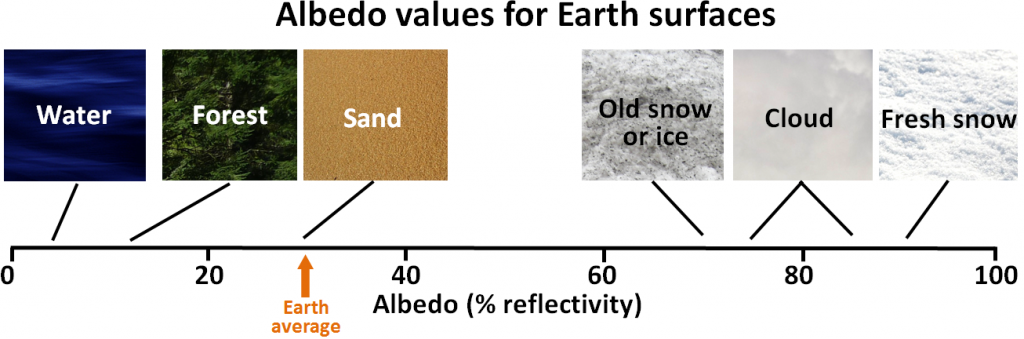 Albedo values for Earth surfaces
Water
Forest
Sand
Old snow
or ice
Cloud
Fresh snow
0
20
40
60
80
100
Earth
average
Albedo (% reflectivity)